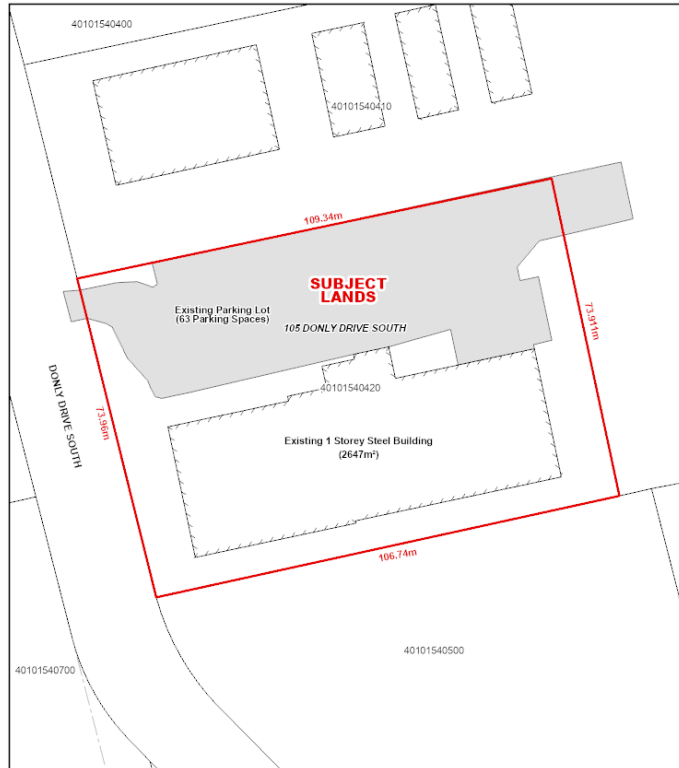 40101540400
40101540410
109.34m
SUBJECT
LANDS
Existing Parking Lot
(63 Parking Spaces)
105 DONLY DRIVE SOUTH
73.911m
DONLY DRIVE SOUTH
73.96m
40101540420
Existing 1 Storey Steel Building
(2647m²)
106.74m
40101540500
40101540700